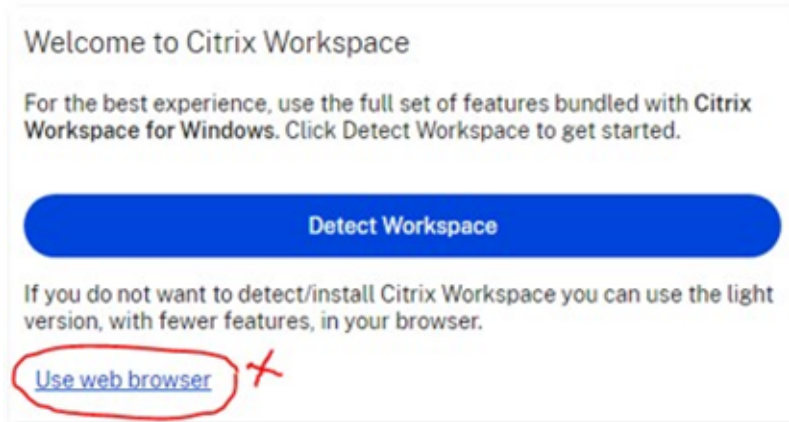 Welcome to Citrix Workspace
For the best experience, use the full set of features bundled with Citrix
Workspace for Windows. Click Detect Workspace to get started.
Detect Workspace
If you do not want to detect/install Citrix Workspace you can use the light
version, with fewer features, in your browser.
Use web browser